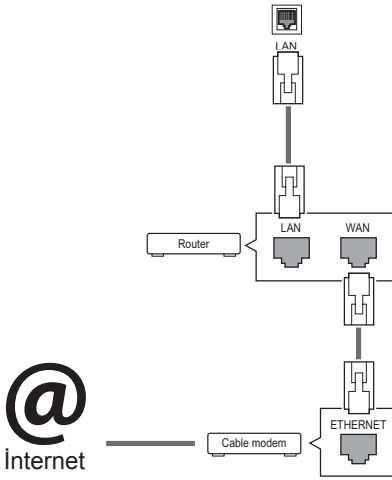 LAN
LAN
WAN
Router
ETHERNET
@
İnternet
Cable modem